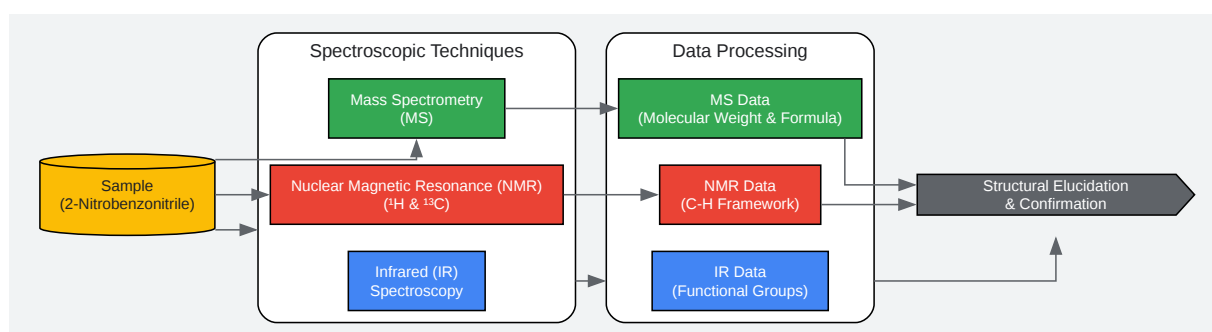 Spectroscopic Techniques
Data Processing
Mass Spectrometry
(MS)
MS Data
(Molecular Weight & Formula)
Sample
(2-Nitrobenzonitrile)
Nuclear Magnetic Resonance (NMR)
(¹H & ¹³C)
NMR Data
(C-H Framework)
Structural Elucidation
& Confirmation
Infrared (IR)
Spectroscopy
IR Data
(Functional Groups)